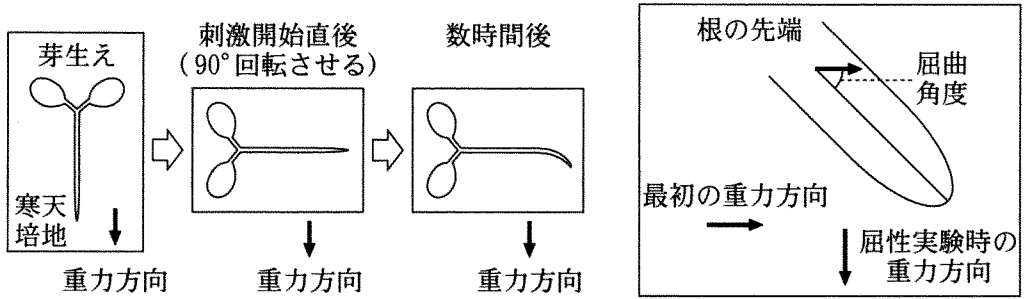 芽生え
寒天
培地
重力方向
刺激開始直後
(90°回転させる)
重力方向
数時間後
重力方向
根の先端
屈曲
角度
最初の重力方向
屈性実験時の
重力方向